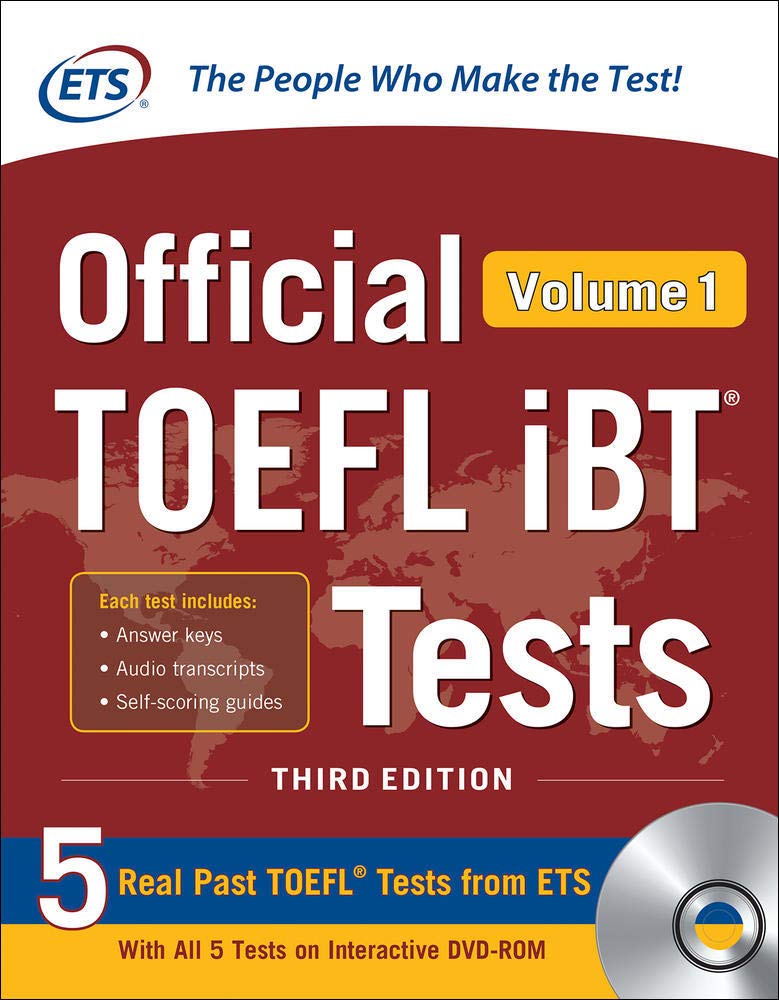 ETS® The People Who Make the Test!
Official Volume 1
TOEFL iBT®
Tests
Each test includes:
• Answer keys
• Audio transcripts
• Self-scoring guides
THIRD EDITION
5 Real Past TOEFL® Tests from ETS
With All 5 Tests on Interactive DVD-ROM